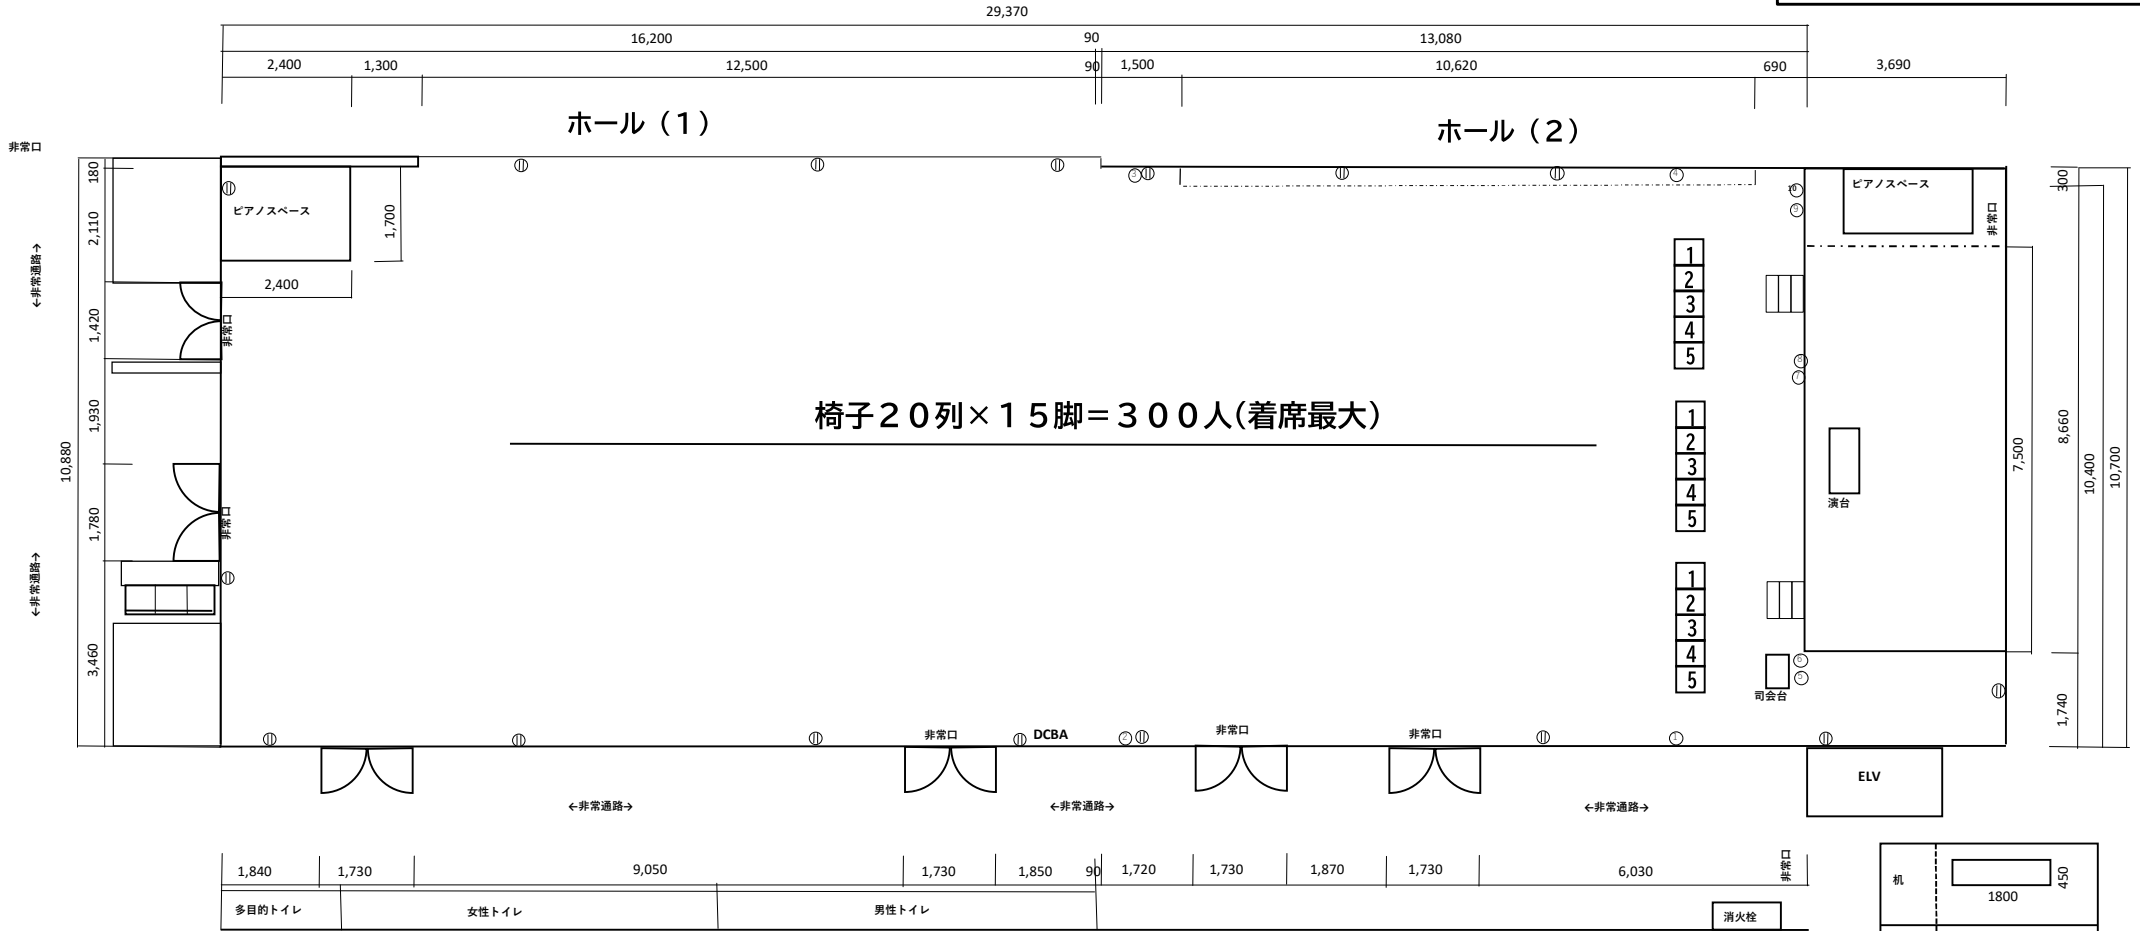 29,370
16,200
90
13,080
2,400
1,300
12,500
90
1,500
10,620
690
3,690
ホール（１）
ホール（２）
非常口
180
2,110
1,420
1,930
1,780
3,460
10,880
←非常通路→
←非常通路→
ピアノスペース
1,700
2,400
非常口
非常口
3
4
10
9
8
7
6
5
2
1
ピアノスペース
非常口
300
8,660
10,400
10,700
7,500
1,740
1
2
3
4
5
椅子２０列×１５脚＝３００人(着席最大)
1
2
3
4
5
演台
1
2
3
4
5
司会台
非常口
DCBA
非常口
非常口
ELV
←非常通路→
←非常通路→
←非常通路→
1,840
1,730
9,050
1,730
1,850
90
1,720
1,730
1,870
1,730
6,030
非常口
多目的トイレ
女性トイレ
男性トイレ
消火栓
机
1800
450